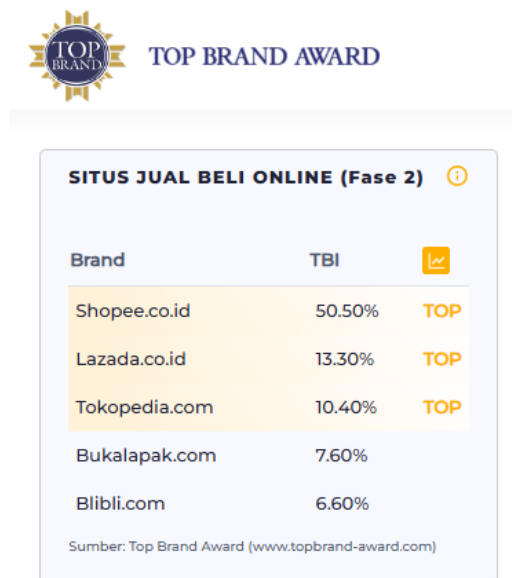 TOP
BRAND
TOP BRAND AWARD
SITUS JUAL BELI ONLINE (Fase 2)
Brand TBI
Shopee.co.id 50.50% TOP
Lazada.co.id 13.30% TOP
Tokopedia.com 10.40% TOP
Bukalapak.com 7.60%
Blibli.com 6.60%
Sumber: Top Brand Award (www.topbrand-award.com)